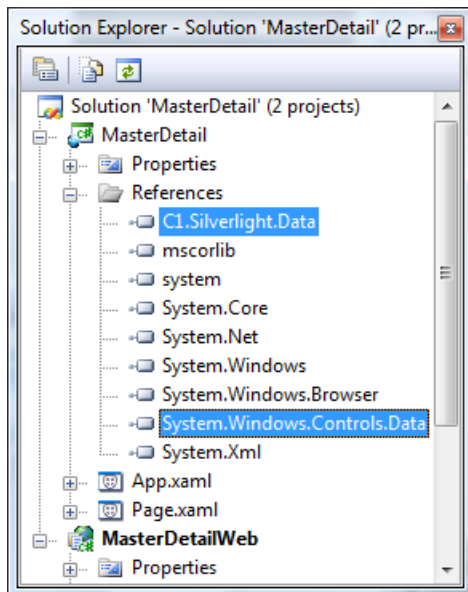 Solution Explorer - Solution 'MasterDetail' (2 pr...
Solution 'MasterDetail' (2 projects)
MasterDetail
Properties
References
C1.Silverlight.Data
mscorlib
system
System.Core
System.Net
System.Windows
System.Windows.Browser
System.Windows.Controls.Data
System.Xml
App.xaml
Page.xaml
MasterDetailWeb
Properties